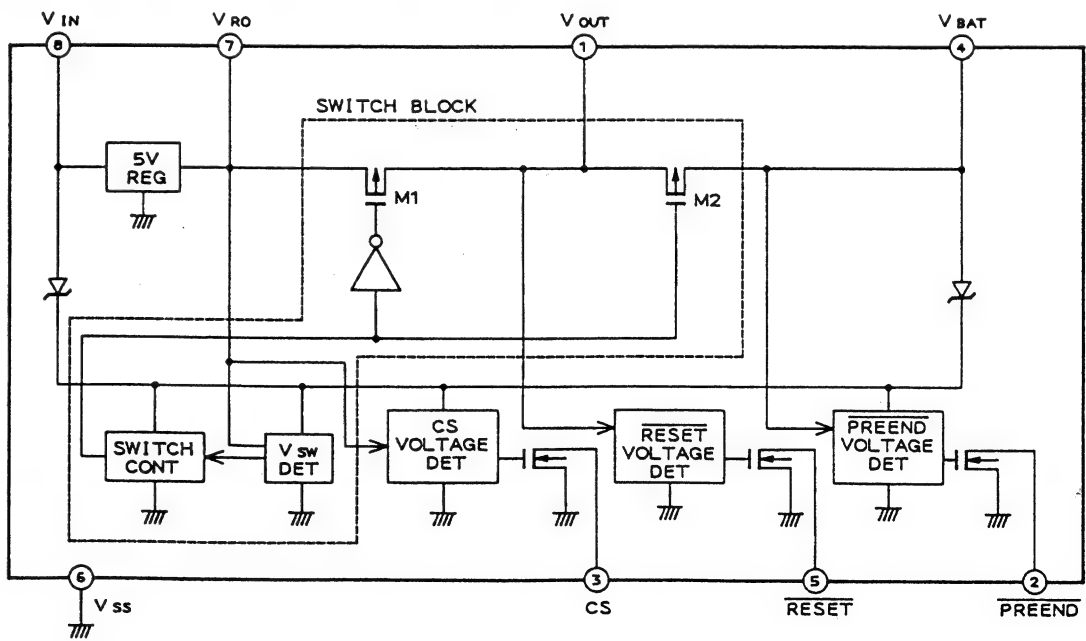 V IN
V RO
V OUT
V BAT
8
7
1
4
SWITCH BLOCK
5V
REG
M1
M2
SWITCH
CONT
V SW
DET
CS
VOLTAGE
DET
RESET
VOLTAGE
DET
PREEND
VOLTAGE
DET
6
3
5
2
V SS
CS
RESET
PREEND